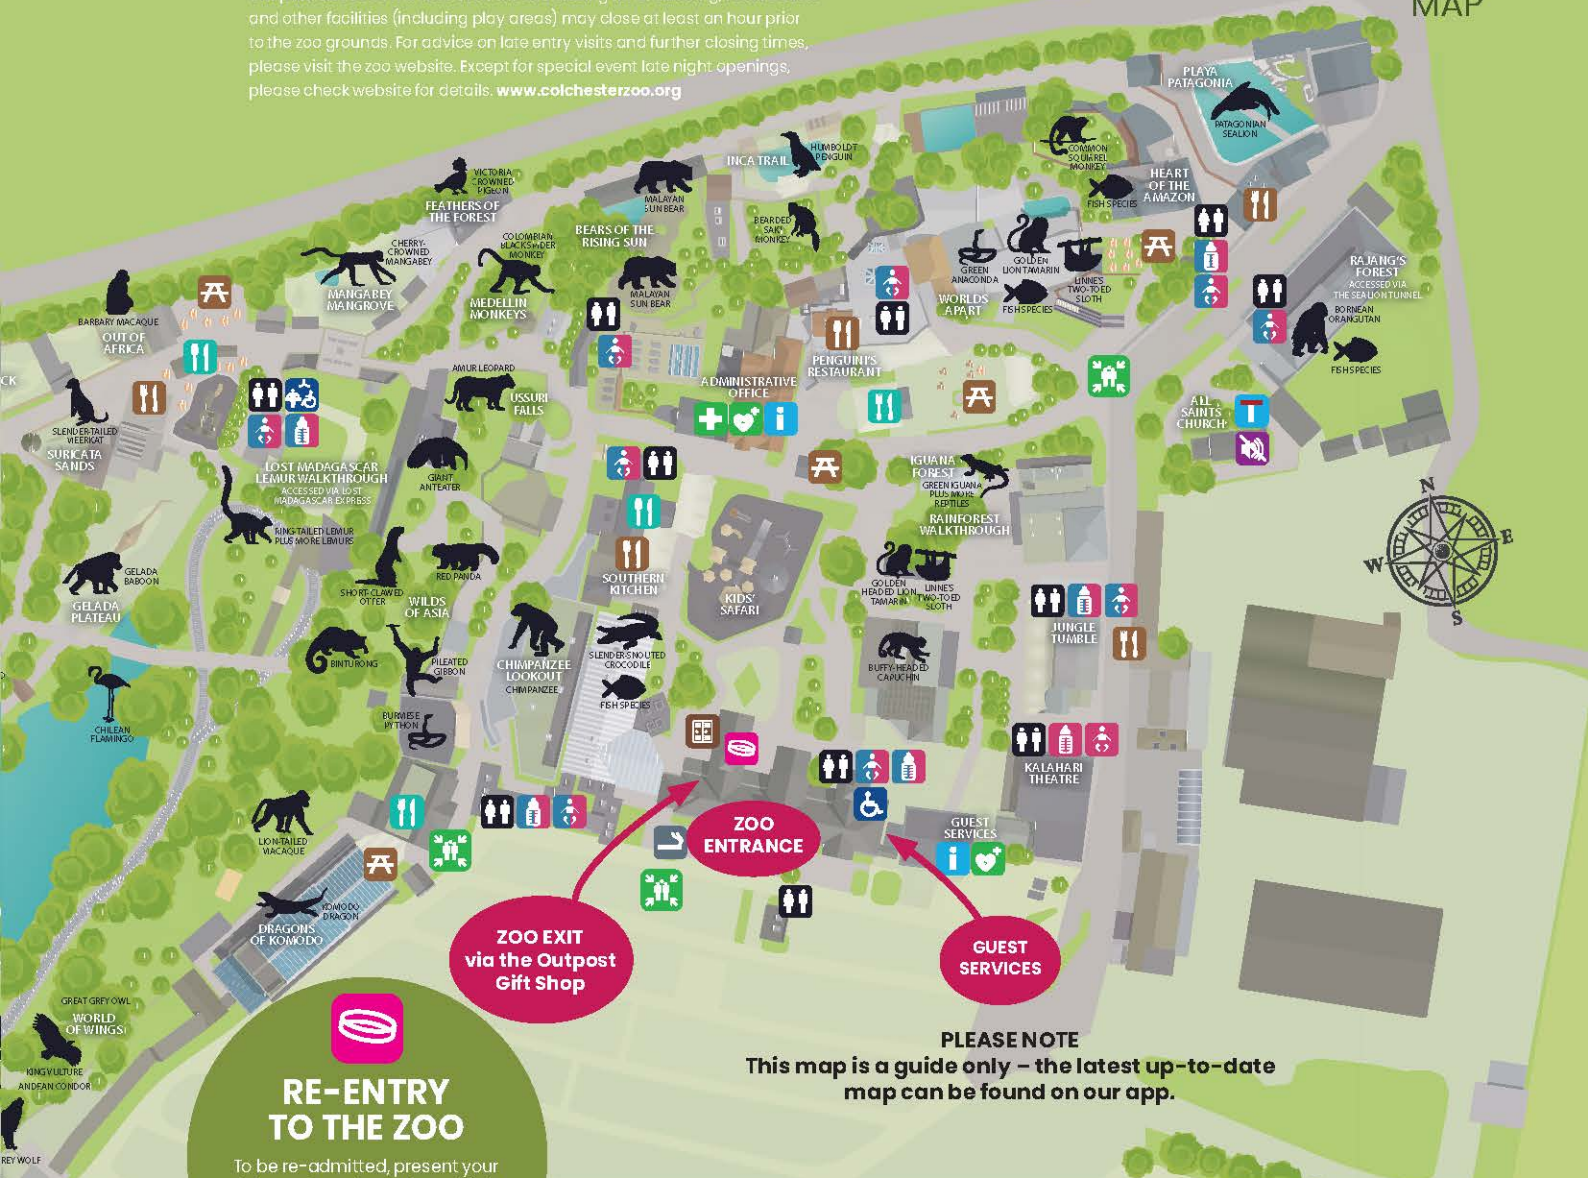 and other facilities (including play areas) may close at least an hour prior
to the zoo grounds. For advice on late entry visits and further closing times,
please visit the zoo website. Except for special event late night openings,
please check website for details. www.colchesterzoo.org
MAP
PLAYA
PATAGONIA
PATAGONIAN
SEALION
COMMON
SQUIRREL
MONKEY
HEART
OF THE
AMAZON
FISH SPECIES
INCA TRAIL
HUMBOLDT
PENGUIN
VICTORIA
CROWNED
PIGEON
FEATHERS OF
THE FOREST
MALAYAN
SUN BEAR
BEARS OF THE
RISING SUN
MALAYAN
SUN BEAR
BEARDED
SAKI
MONKEY
CHERRY-
CROWNED
MANGABEY
MANGABEY
MANGROVE
COLOMBIAN
BLACK SPIDER
MONKEY
MEDELLIN
MONKEYS
GREEN
ANACONDA
GOLDEN
LION TAMARIN
LINNE'S
TWO-TOED
SLOTH
WORLDS
APART
FISH SPECIES
RAJANG'S
FOREST
ACCESSED VIA
THE SEALION TUNNEL
BORNEAN
ORANGUTAN
FISH SPECIES
BARBARY MACAQUE
OUT OF
AFRICA
CK
SLENDER-TAILED
MEERKAT
SURICATA
SANDS
AMUR LEOPARD
USSURI
FALLS
ADMINISTRATIVE
OFFICE
PENGUINI'S
RESTAURANT
ALL
SAINTS
CHURCH
LOST MADAGASCAR
LEMUR WALKTHROUGH
ACCESSED VIA LOST
MADAGASCAR EXPRESS
RING-TAILED LEMUR
PLUS MORE LEMURS
GIANT
ANTEATER
IGUANA
FOREST
GREEN IGUANA
PLUS MORE
REPTILES
RAINFOREST
WALKTHROUGH
N
E
S
W
GELADA
BABOON
GELADA
PLATEAU
SHORT-CLAWED
OTTER
RED PANDA
WILDS
OF ASIA
SOUTHERN
KITCHEN
KIDS'
SAFARI
GOLDEN
HEADED LION
TAMARIN
LINNE'S
TWO-TOED
SLOTH
JUNGLE
TUMBLE
BINTURONG
PILEATED
GIBBON
CHIMPANZEE
LOOKOUT
CHIMPANZEE
SLENDER-SNOUTED
CROCODILE
FISH SPECIES
BUFFY-HEADED
CAPUCHIN
CHILEAN
FLAMINGO
BURMESE
PYTHON
KALAHARI
THEATRE
LION-TAILED
MACAQUE
ZOO
ENTRANCE
GUEST
SERVICES
i
KOMODO
DRAGON
DRAGONS
OF KOMODO
ZOO EXIT
via the Outpost
Gift Shop
GUEST
SERVICES
GREAT GREY OWL
WORLD
OF WINGS
KING VULTURE
ANDEAN CONDOR
REY WOLF
RE-ENTRY
TO THE ZOO
To be re-admitted, present your
PLEASE NOTE
This map is a guide only – the latest up-to-date
map can be found on our app.